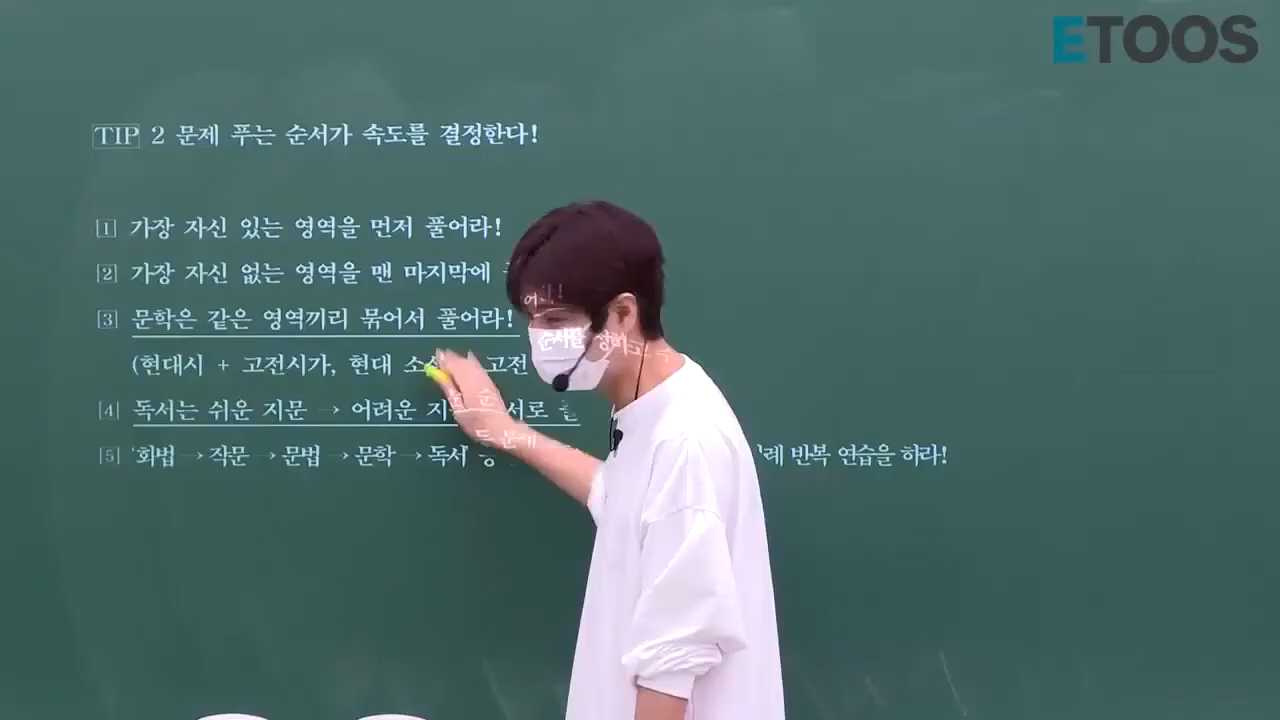 ETOOS
TIP 2 문제 푸는 순서가 속도를 결정한다!
1 가장 자신 있는 영역을 먼저 풀어라!
2 가장 자신 없는 영역을 맨 마지막에
3 문학은 같은 영역끼리 묶어서 풀어라!
(현대시 + 고전시가, 현대 고전
4 독서는 쉬운 지문 → 어려운
5 '화법 → 작문 → 문법 → 문학 → 독서 반복 연습을 하라!